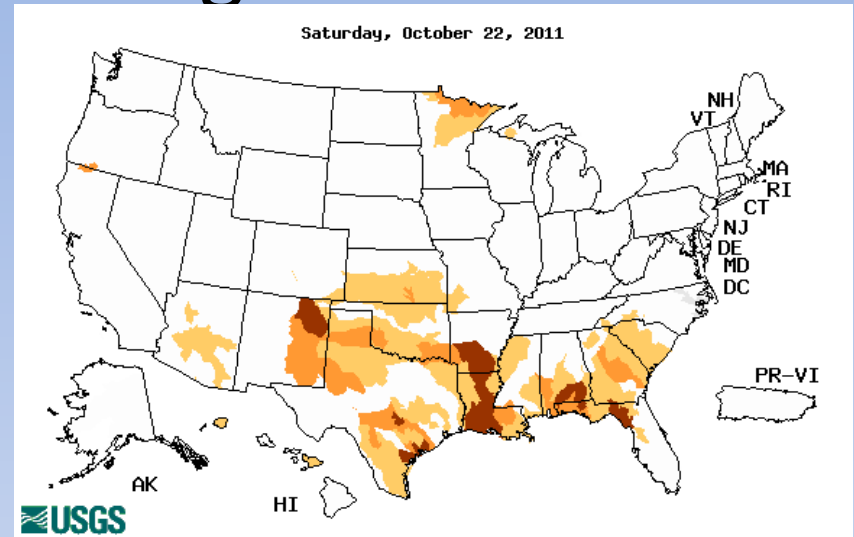 Saturday, October 22, 2011
NH
VT
MA
RI
CT
NJ
DE
MD
DC
PR-VI
AK
HI
USGS